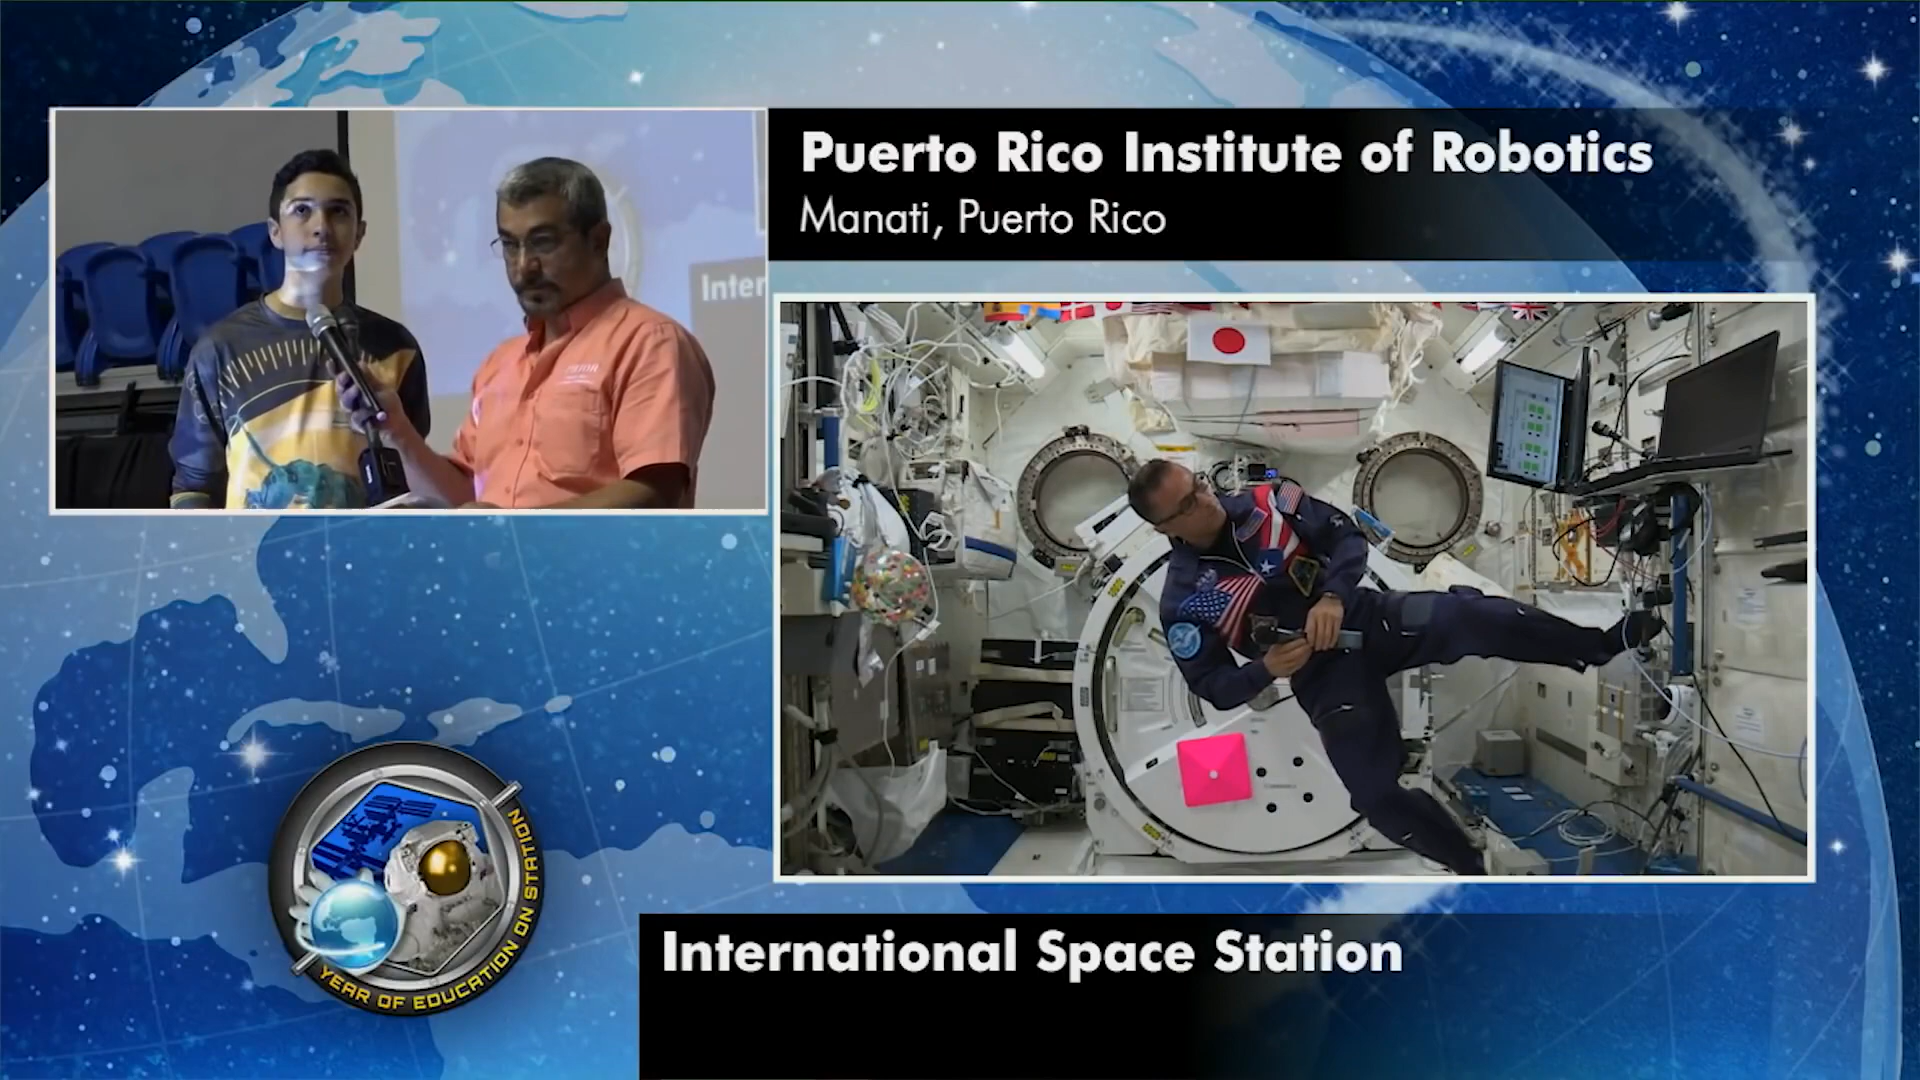 Puerto Rico Institute of Robotics
Manati, Puerto Rico
Inter
International Space Station
YEAR OF EDUCATION ON STATION